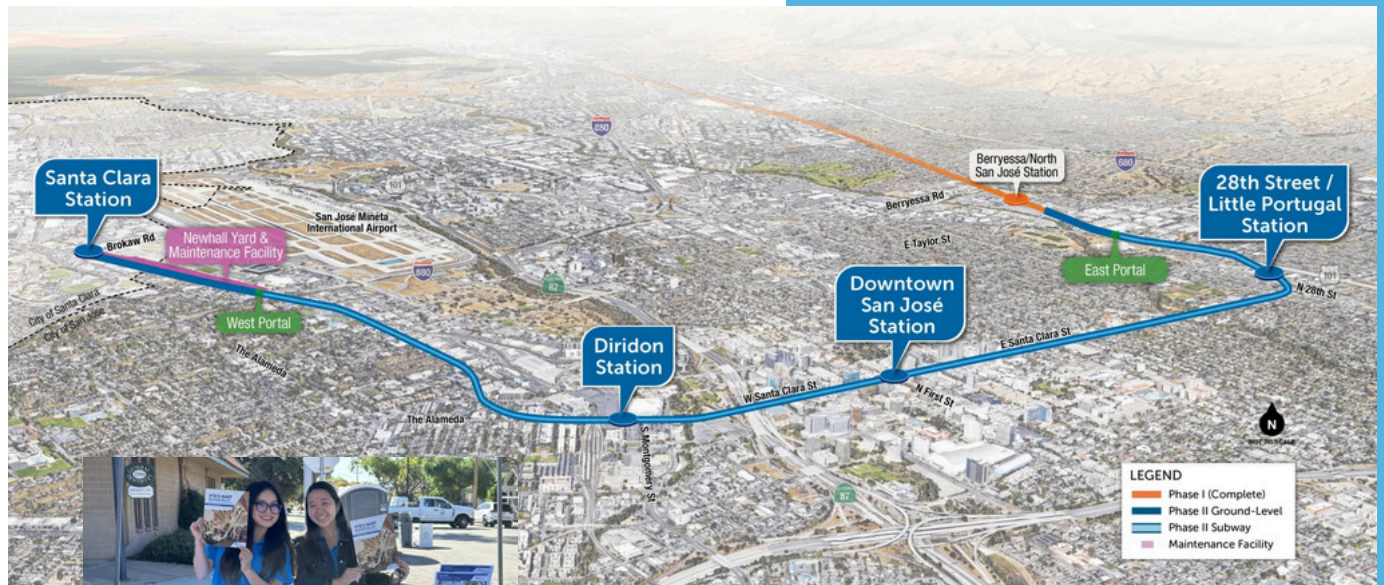 Santa Clara
Station
Brokaw Rd
Newhall Yard &
Maintenance Facility
West Portal
City of Santa Clara
City of San Jose
The Alameda
The Alameda
San José Mineta
International Airport
101
880
880
87
Diridon
Station
S Montgomery St
W Santa Clara St
Downtown
San José
Station
N First St
E Santa Clara St
Berryessa/North
San José Station
Berryessa Rd
E Taylor St
680
East Portal
28th Street /
Little Portugal
Station
101
N 28th St
87
N
NOT TO SCALE
LEGEND
Phase I (Complete)
Phase II Ground-Level
Phase II Subway
Maintenance Facility